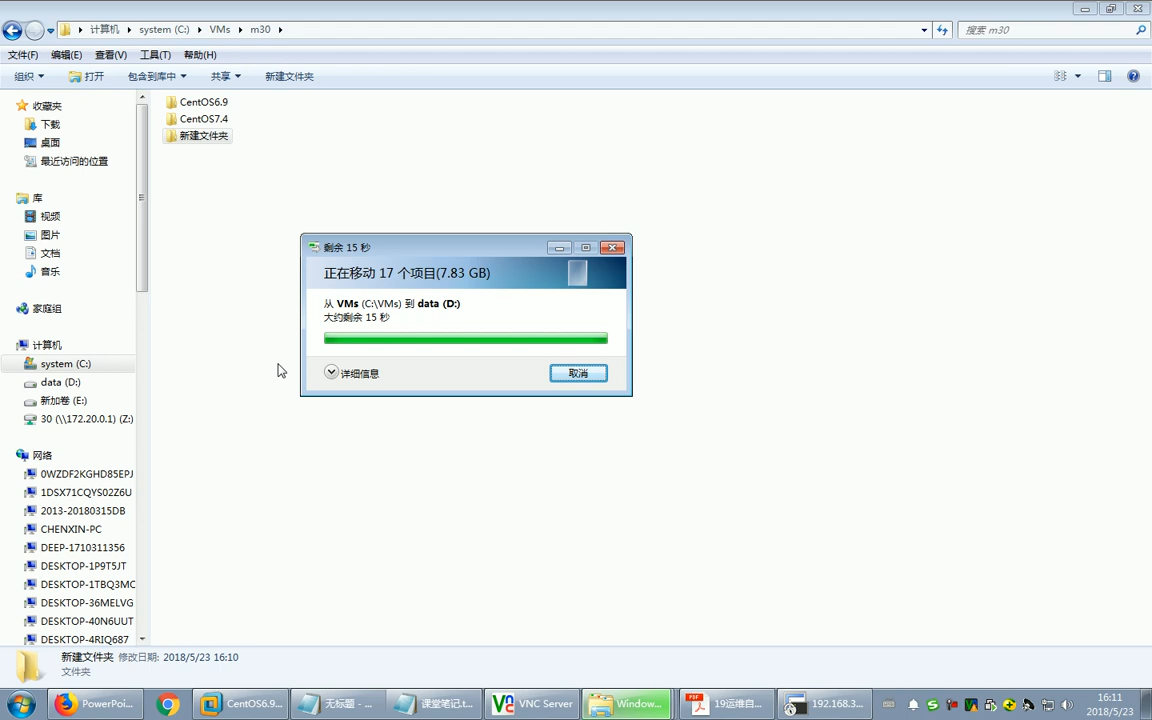 计算机 system (C:) VMs m30
搜索 m30
文件(F) 编辑(E) 查看(V) 工具(T) 帮助(H)
组织 打开 包含到库中 共享 新建文件夹
收藏夹
下载
桌面
最近访问的位置
库
视频
图片
文档
音乐
家庭组
计算机
system (C:)
data (D:)
新加卷 (E:)
30 (\\172.20.0.1) (Z:)
网络
0WZDF2KGHD85EPJ
1DSX71CQYS02Z6U
2013-20180315DB
CHENXIN-PC
DEEP-1710311356
DESKTOP-1P9T5JT
DESKTOP-1TBQ3MC
DESKTOP-36MELVG
DESKTOP-40N6UUT
DESKTOP-4RIQ687
CentOS6.9
CentOS7.4
新建文件夹
剩余 15 秒
正在移动 17 个项目(7.83 GB)
从 VMs (C:\VMs) 到 data (D:)
大约剩余 15 秒
详细信息
取消
新建文件夹 修改日期: 2018/5/23 16:10
文件夹
PowerPoi... CentOS6.9... 无标题 - ... 课堂笔记.t... VNC Server Window... 19运维自... 192.168.3...
16:11
2018/5/23